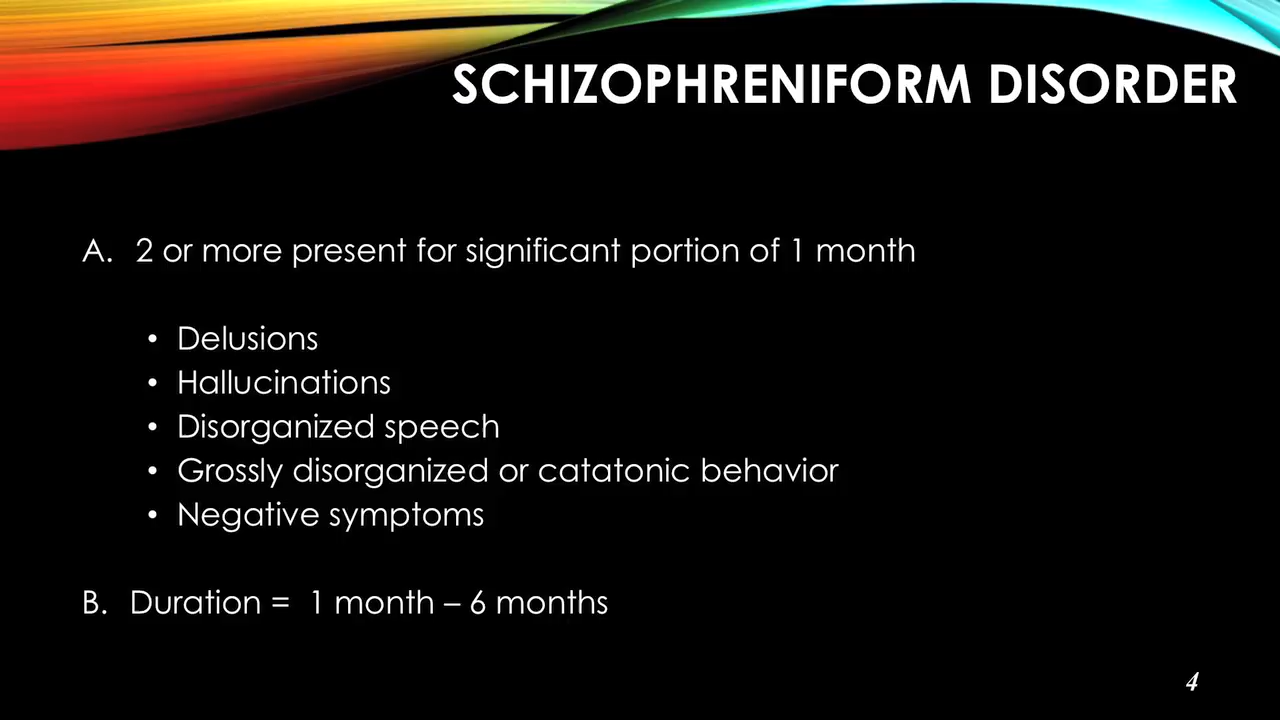 SCHIZOPHRENIFORM DISORDER
A. 2 or more present for significant portion of 1 month
• Delusions
• Hallucinations
• Disorganized speech
• Grossly disorganized or catatonic behavior
• Negative symptoms
B. Duration = 1 month – 6 months
4